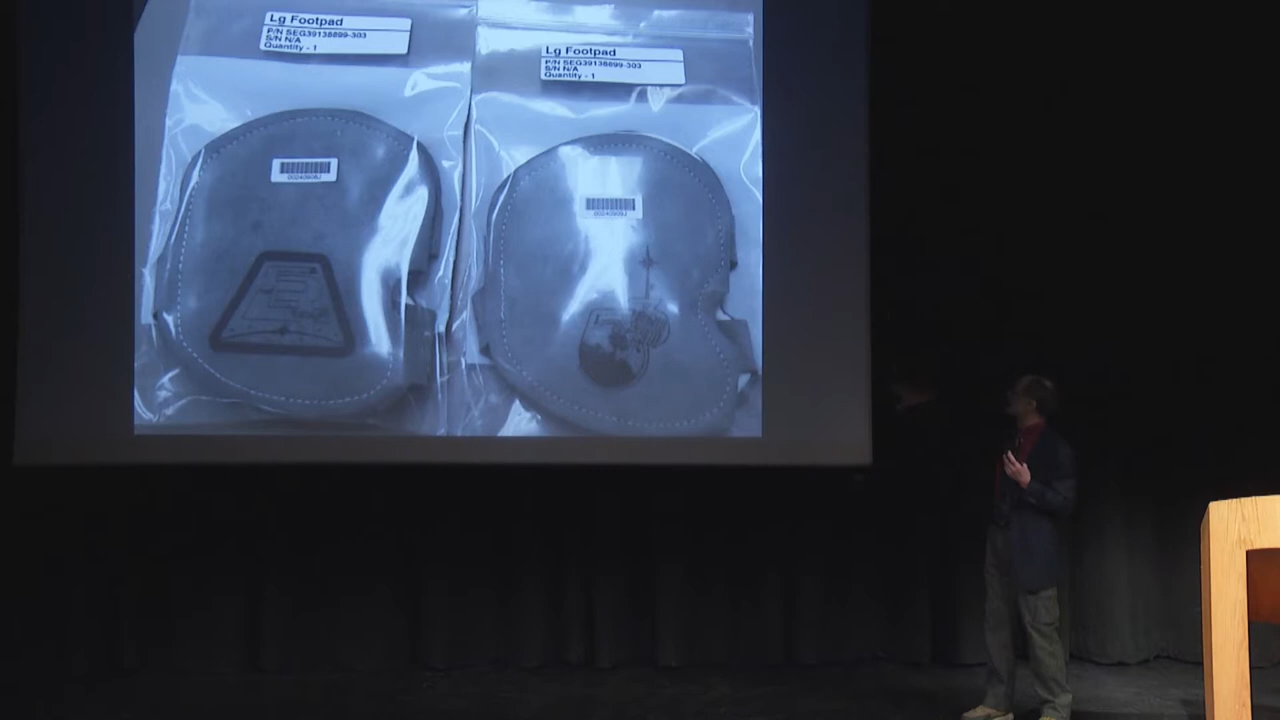 Lg Footpad
P/N SEG39138899-303
S/N N/A
Quantity - 1
Lg Footpad
P/N SEG39138899-303
S/N N/A
Quantity - 1